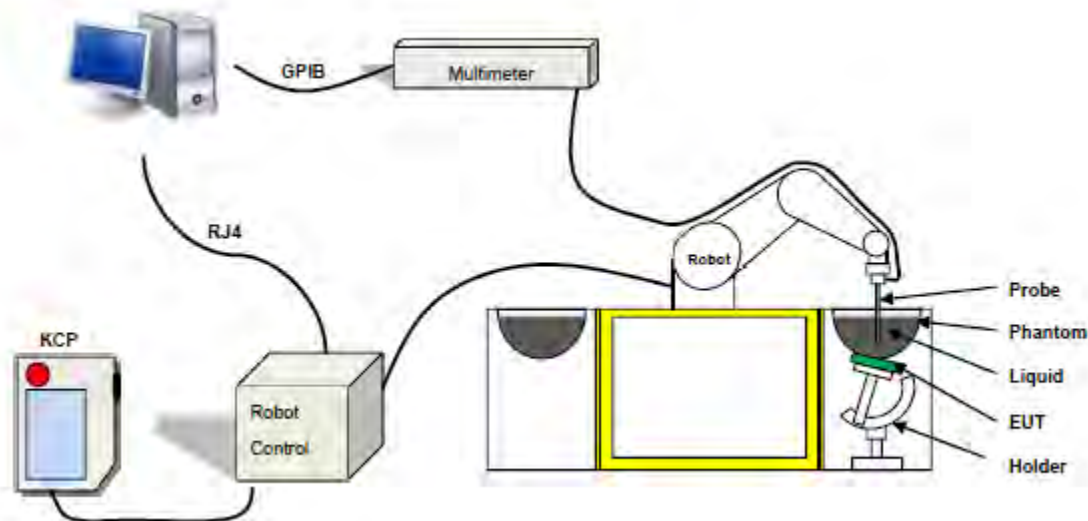 GPIB
Multimeter
RJ4
Robot
Probe
Phantom
KCP
Liquid
Robot
Control
EUT
Holder